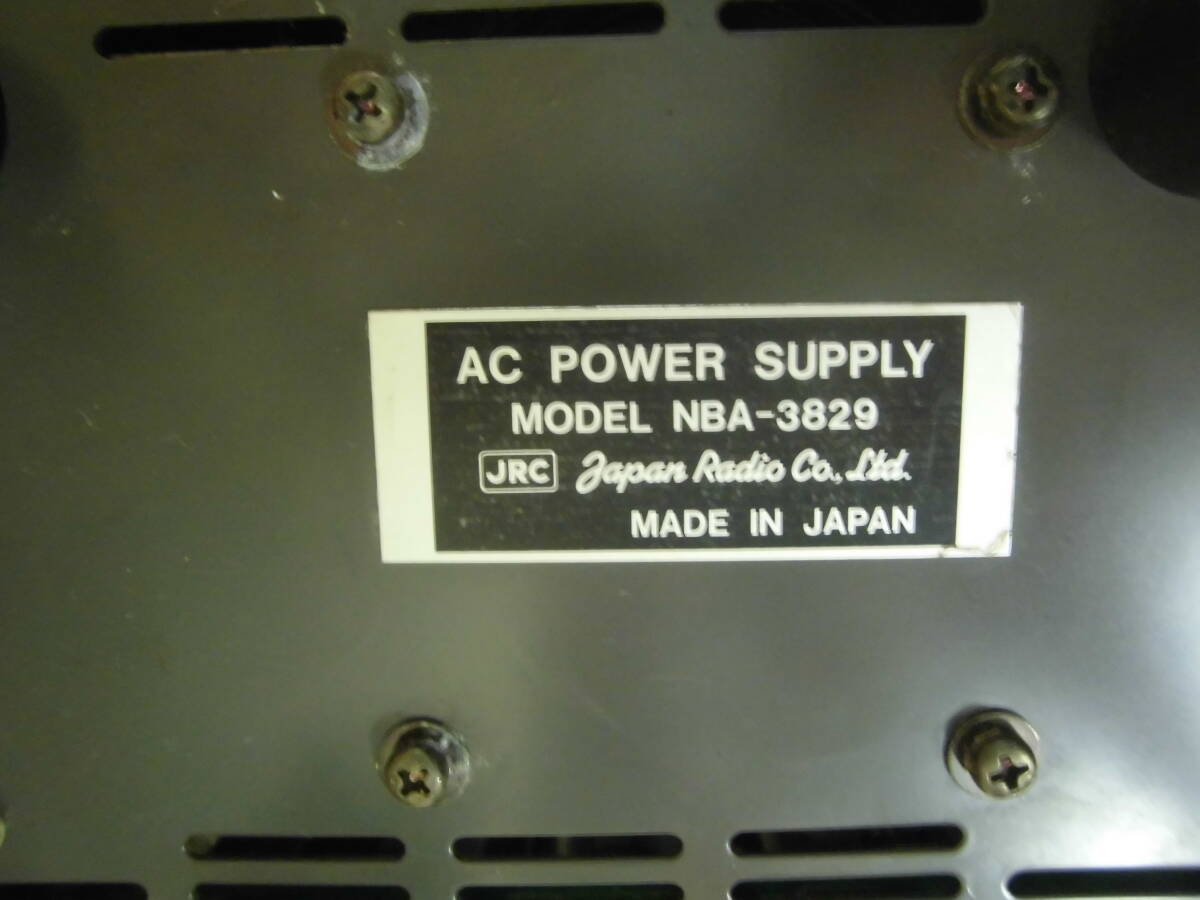 AC POWER SUPPLY
MODEL NBA-3829
JRC Japan Radio Co., Ltd.
MADE IN JAPAN